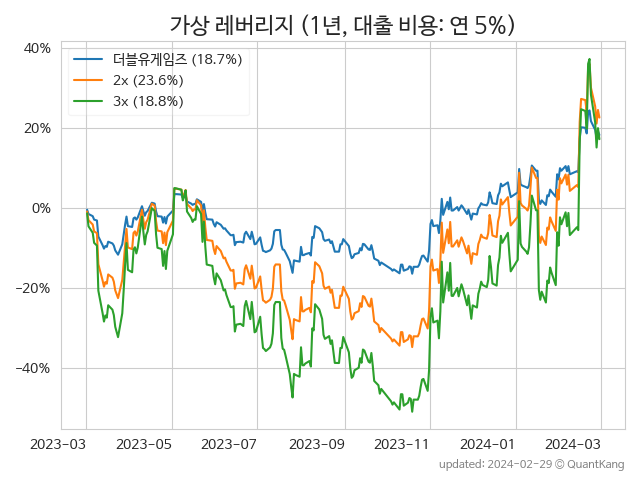 가상 레버리지 (1년, 대출 비용: 연 5%)
더블유게임즈 (18.7%)
2x (23.6%)
3x (18.8%)
40%
20%
0%
−20%
−40%
2023-03 2023-05 2023-07 2023-09 2023-11 2024-01 2024-03
updated: 2024-02-29 ⓒ QuantKang